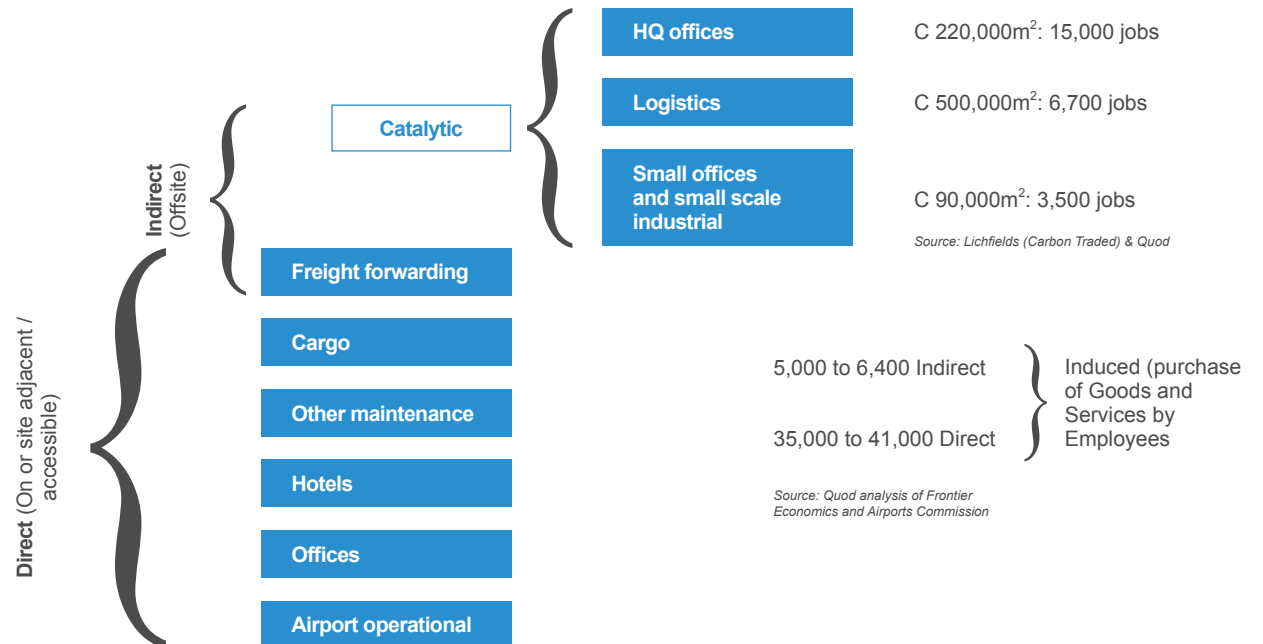 HQ offices
C 220,000m²: 15,000 jobs
Logistics
C 500,000m²: 6,700 jobs
Catalytic
Small offices
and small scale
industrial
C 90,000m²: 3,500 jobs
Source: Lichfields (Carbon Traded) & Quod
Indirect
(Offsite)
Freight forwarding
Cargo
Other maintenance
Hotels
Offices
Airport operational
Direct (On or site adjacent /
accessible)
5,000 to 6,400 Indirect
35,000 to 41,000 Direct
Induced (purchase
of Goods and
Services by
Employees
Source: Quod analysis of Frontier
Economics and Airports Commission